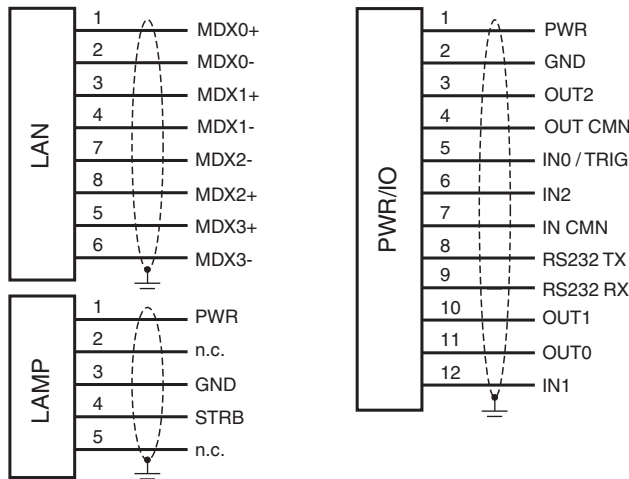 LAN
1 MDX0+
2 MDX0-
3 MDX1+
4 MDX1-
7 MDX2-
8 MDX2+
5 MDX3+
6 MDX3-
LAMP
1 PWR
2 n.c.
3 GND
4 STRB
5 n.c.
PWR/IO
1 PWR
2 GND
3 OUT2
4 OUT CMN
5 IN0 / TRIG
6 IN2
7 IN CMN
8 RS232 TX
9 RS232 RX
10 OUT1
11 OUT0
12 IN1